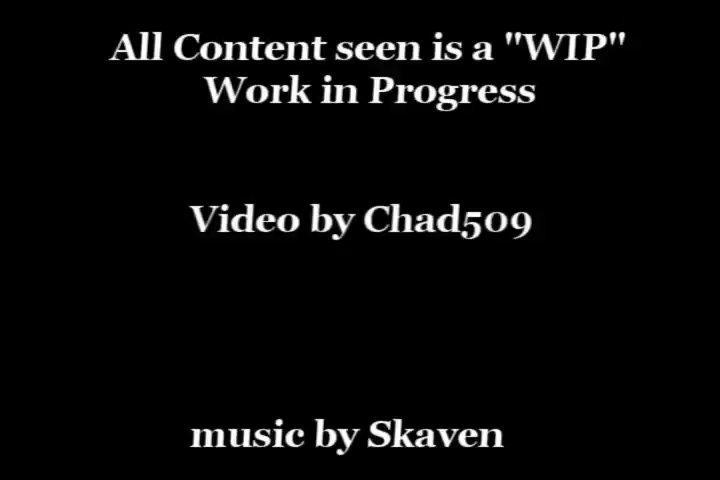 All Content seen is a "WIP"
Work in Progress
Video by Chad509
music by Skaven